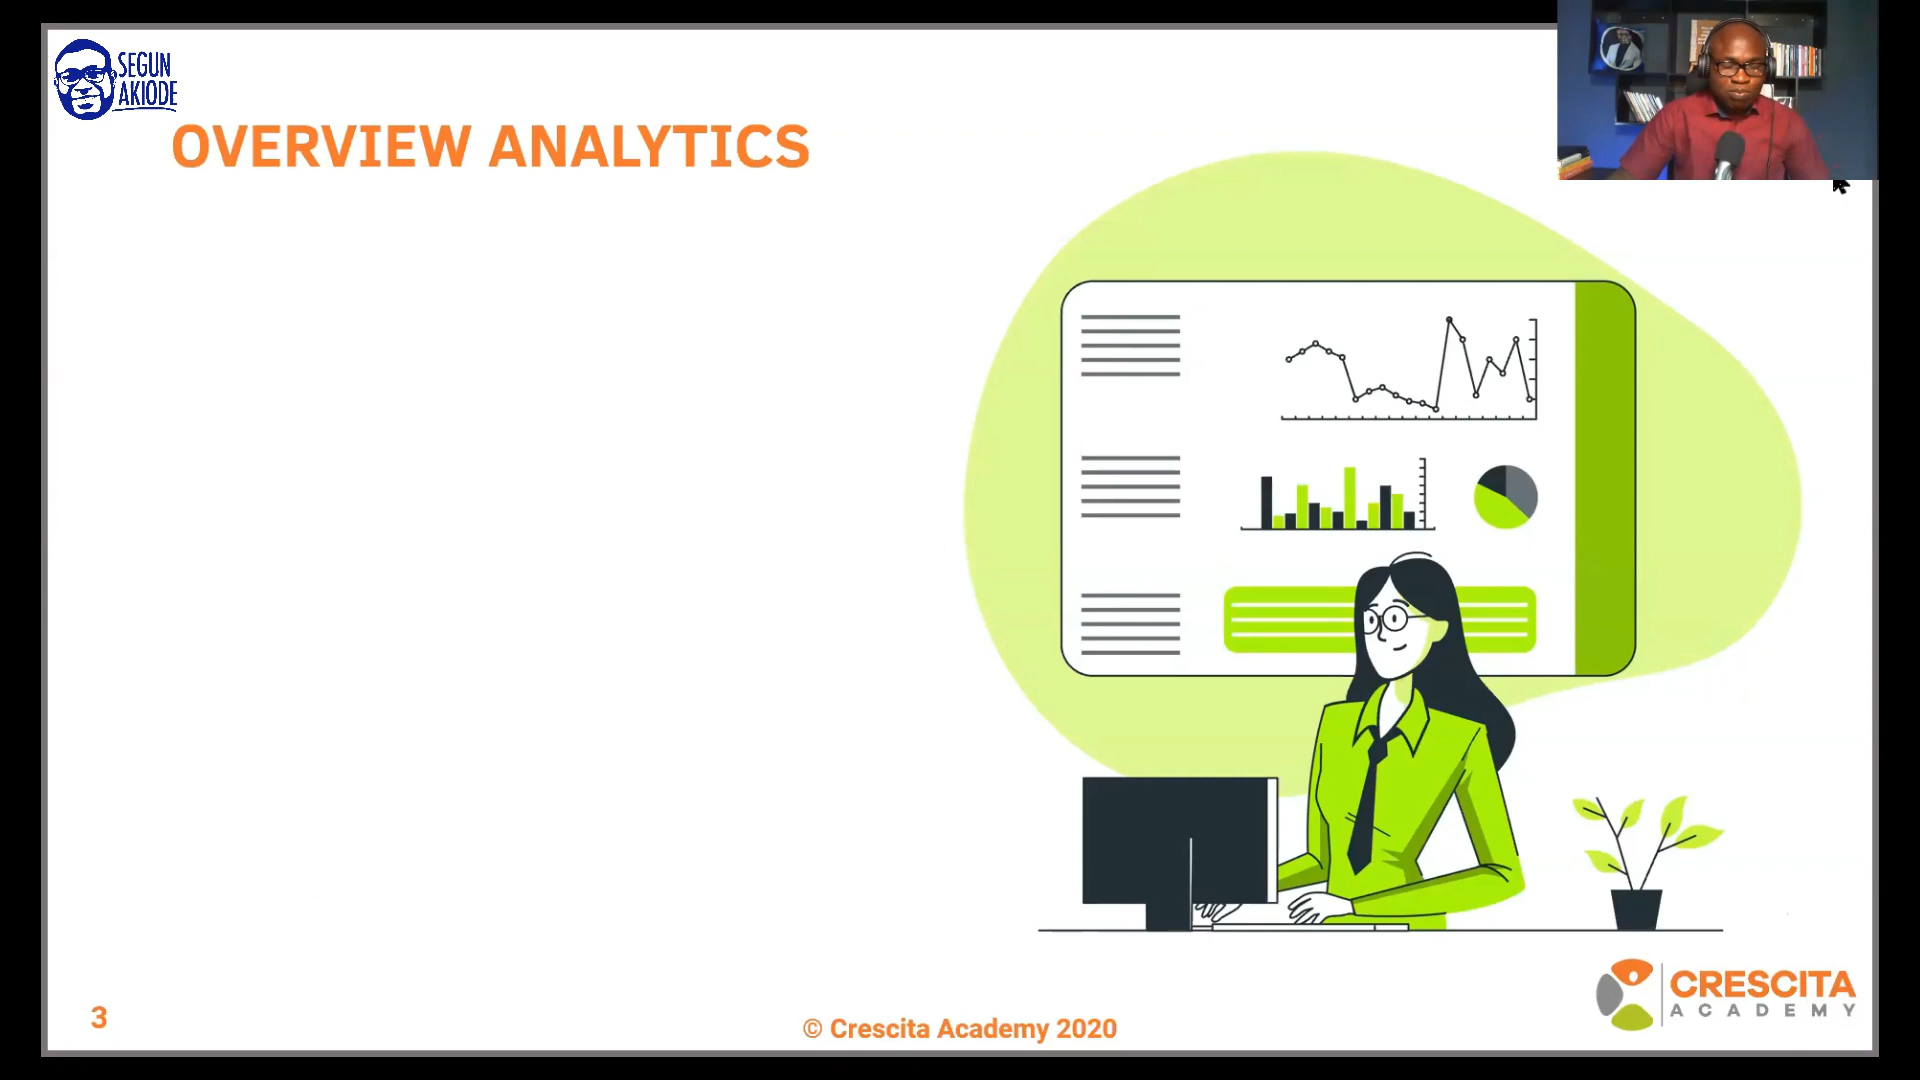 SEGUN
AKIODE
OVERVIEW ANALYTICS
3
© Crescita Academy 2020
CRESCITA
ACADEMY